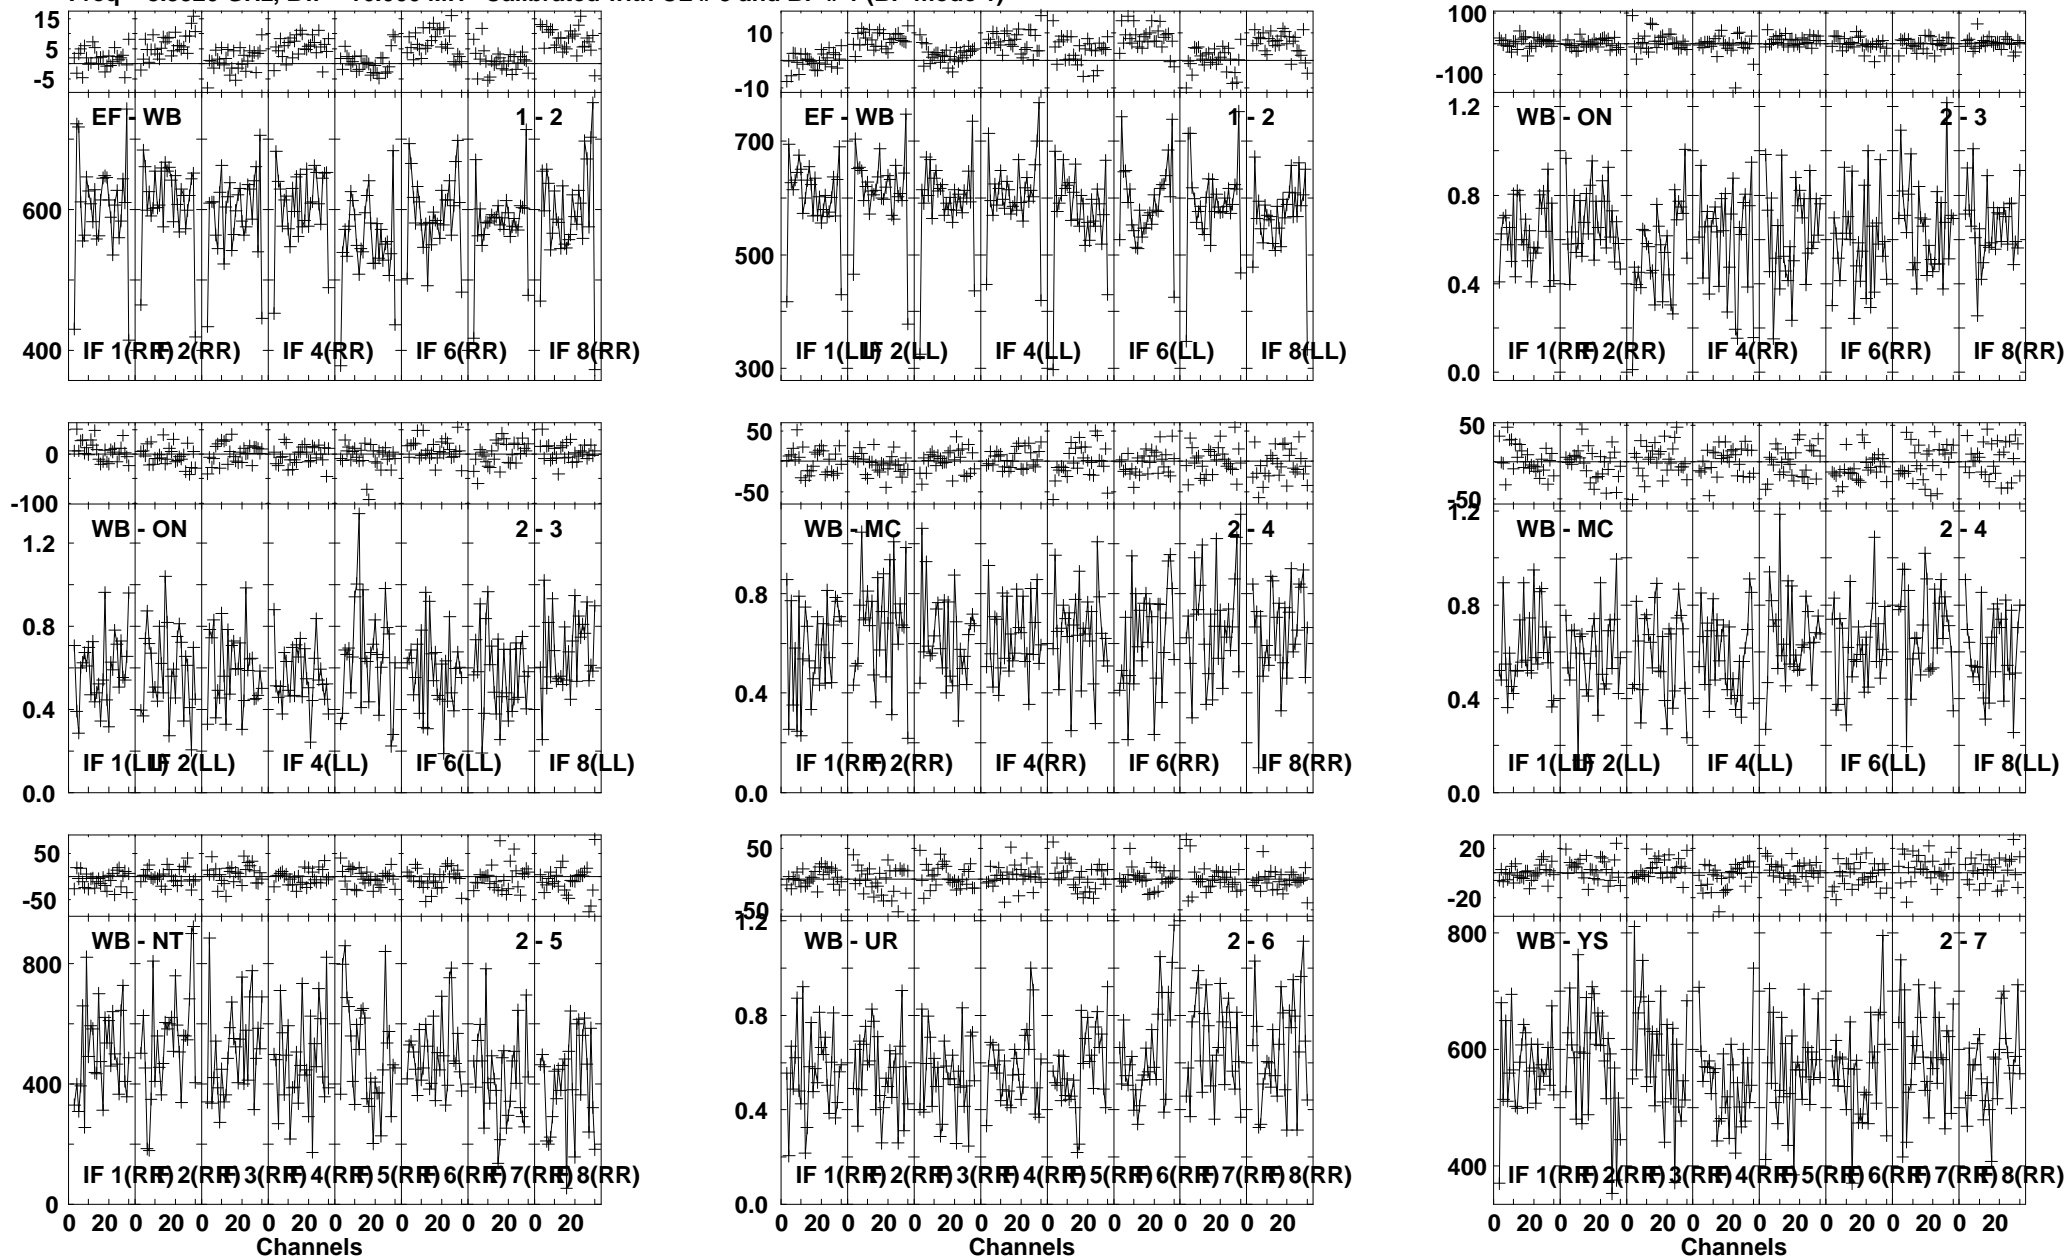 15
5
-5
EF - WB
1 - 2
600
400
IF 1(RR)
IF 2(RR)
IF 4(RR)
IF 6(RR)
IF 8(RR)
10
-10
EF - WB
1 - 2
700
500
300
IF 1(LL)
IF 2(LL)
IF 4(LL)
IF 6(LL)
IF 8(LL)
100
-100
WB - ON
2 - 3
1.2
0.8
0.4
0.0
IF 1(RR)
IF 2(RR)
IF 4(RR)
IF 6(RR)
IF 8(RR)
0
-100
WB - ON
2 - 3
1.2
0.8
0.4
0.0
IF 1(LL)
IF 2(LL)
IF 4(LL)
IF 6(LL)
IF 8(LL)
50
-50
WB - MC
2 - 4
0.8
0.4
0.0
IF 1(RR)
IF 2(RR)
IF 4(RR)
IF 6(RR)
IF 8(RR)
50
-50
1.2
WB - MC
2 - 4
0.8
0.4
0.0
IF 1(LL)
IF 2(LL)
IF 4(LL)
IF 6(LL)
IF 8(LL)
50
-50
WB - NT
2 - 5
800
400
0
IF 1(RR)
IF 2(RR)
IF 3(RR)
IF 4(RR)
IF 5(RR)
IF 6(RR)
IF 7(RR)
IF 8(RR)
0 20 0 20 0 20 0 20 0 20 0 20 0 20 0 20
Channels
50
-50
1.2
WB - UR
2 - 6
0.8
0.4
0.0
IF 1(RR)
IF 2(RR)
IF 3(RR)
IF 4(RR)
IF 5(RR)
IF 6(RR)
IF 7(RR)
IF 8(RR)
0 20 0 20 0 20 0 20 0 20 0 20 0 20 0 20
Channels
20
-20
WB - YS
2 - 7
800
600
400
IF 1(RR)
IF 2(RR)
IF 3(RR)
IF 4(RR)
IF 5(RR)
IF 6(RR)
IF 7(RR)
IF 8(RR)
0 20 0 20 0 20 0 20 0 20 0 20 0 20 0 20
Channels